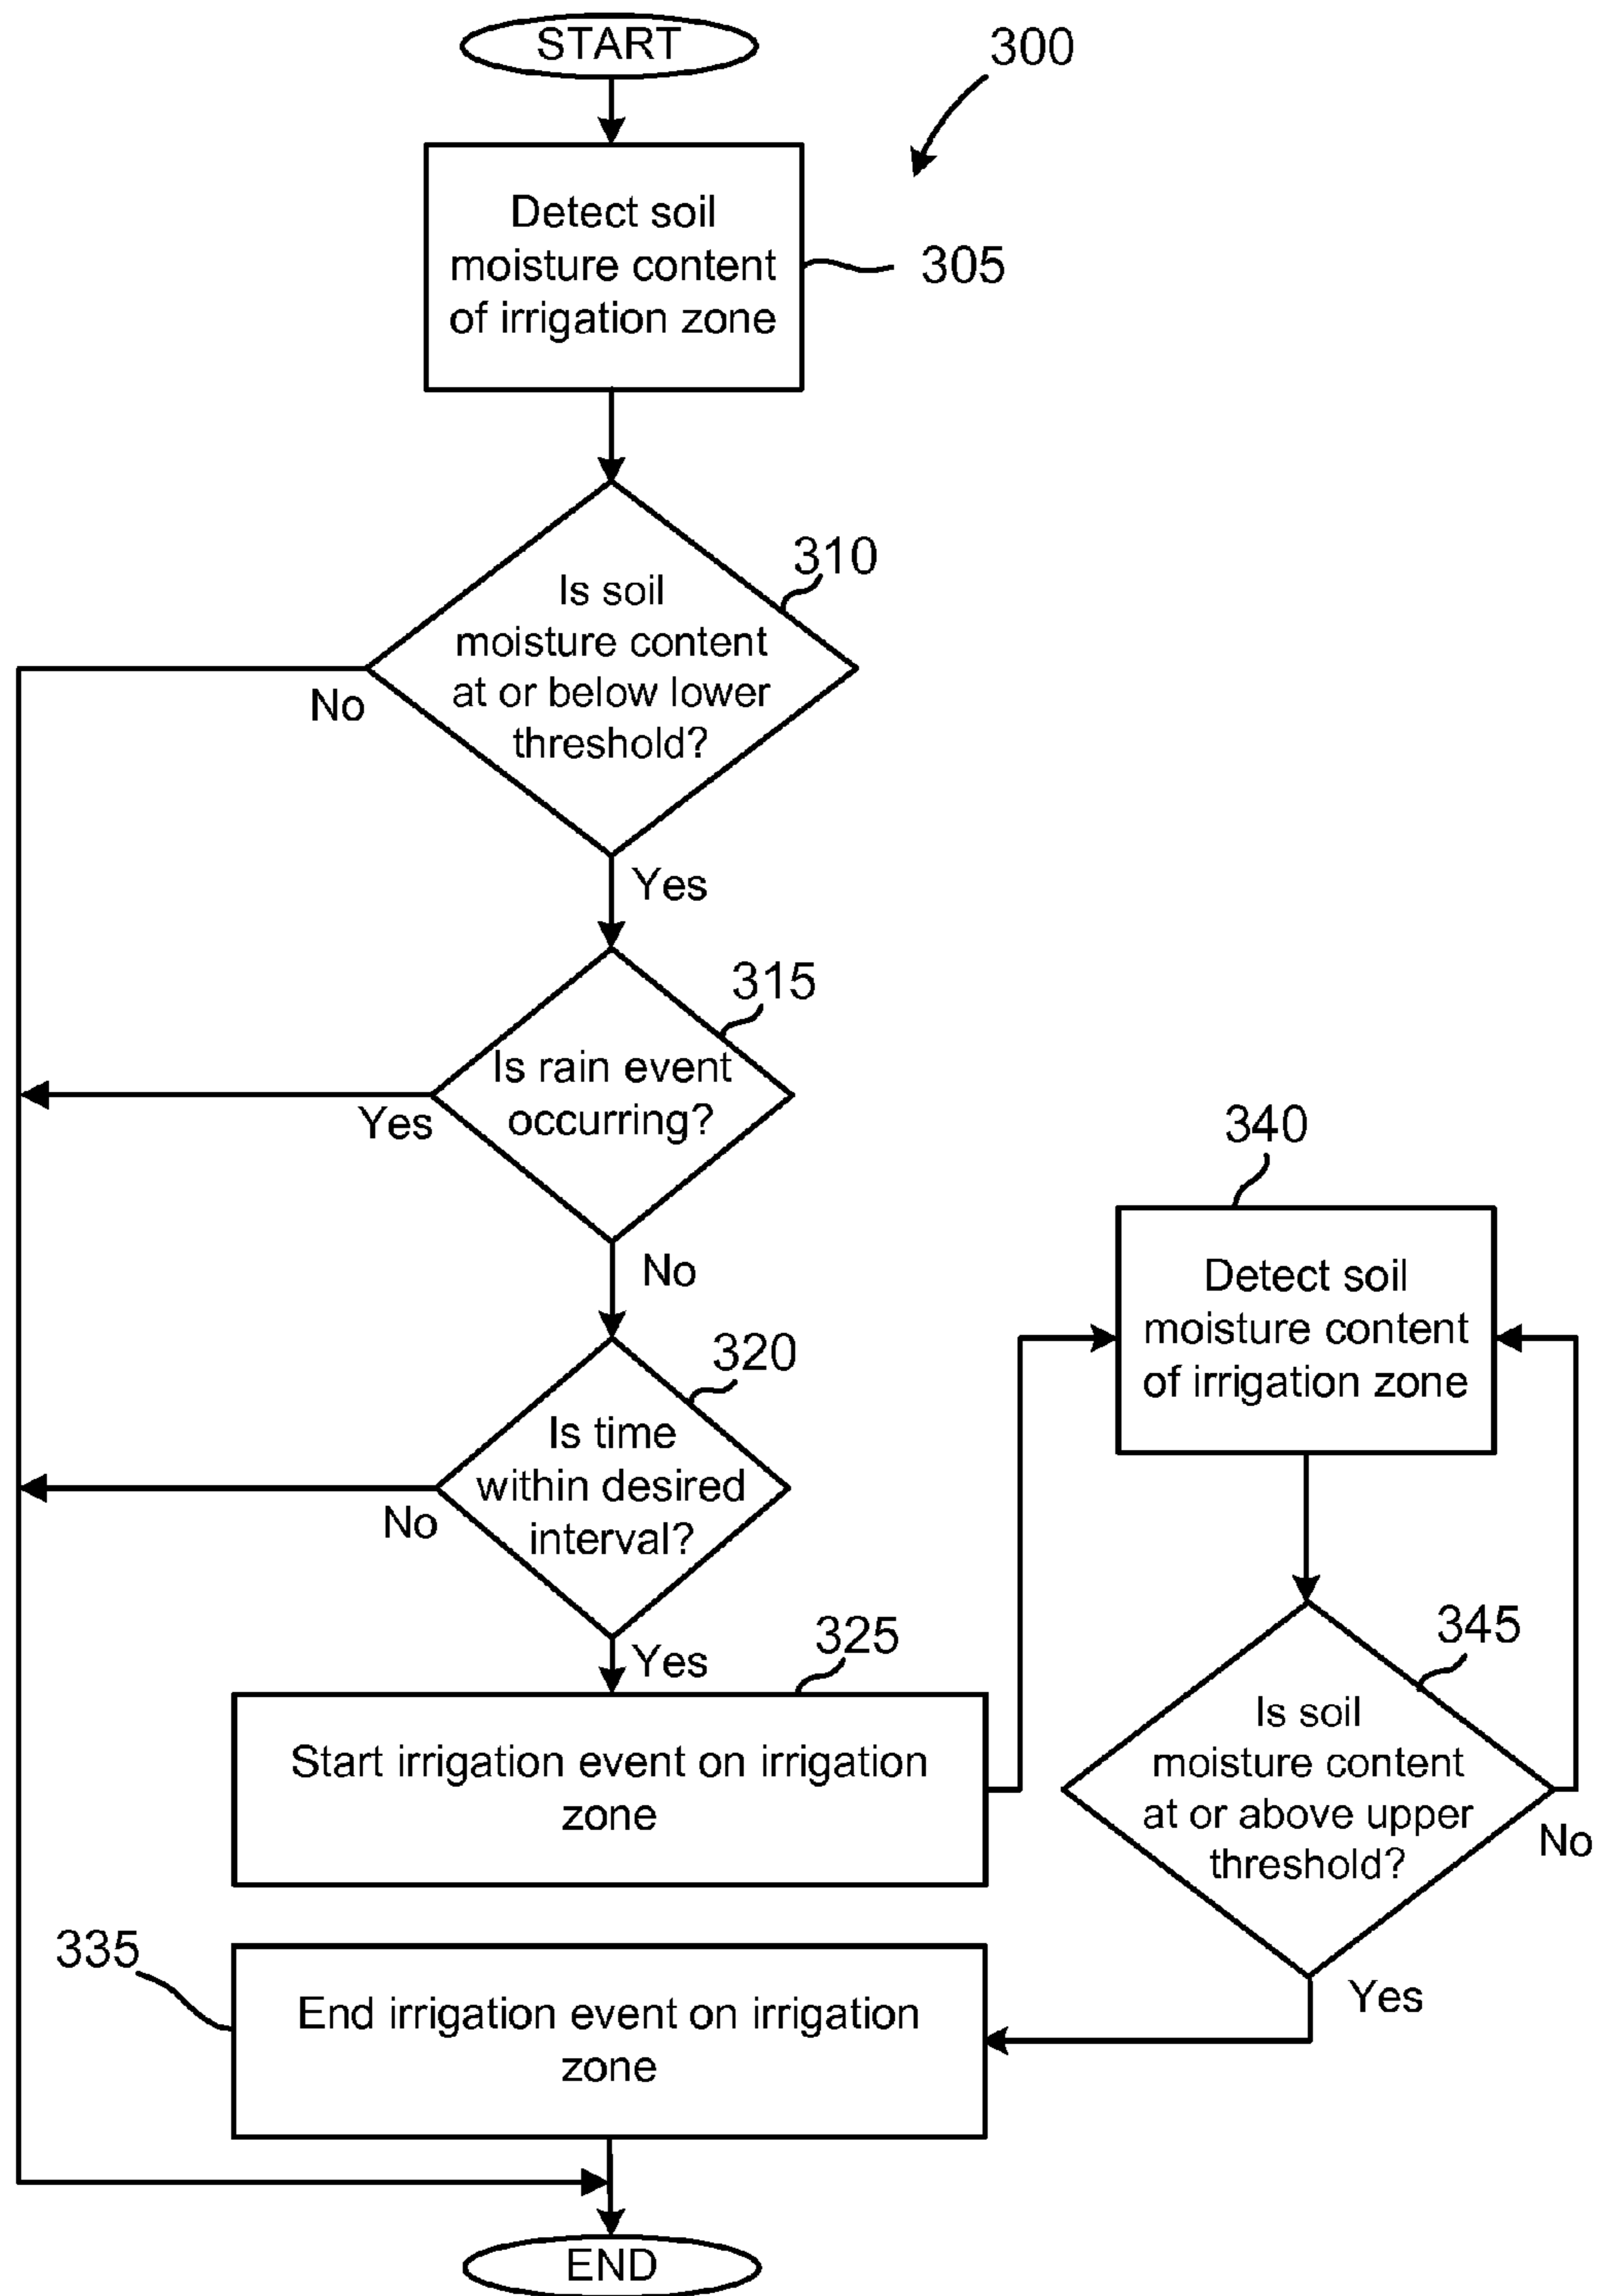 START
300
Detect soil
moisture content
of irrigation zone
305
310
Is soil
moisture content
at or below lower
threshold?
No
Yes
315
Is rain event
occurring?
Yes
No
320
Is time
within desired
interval?
No
Yes
325
Start irrigation event on irrigation
zone
340
Detect soil
moisture content
of irrigation zone
345
Is soil
moisture content
at or above upper
threshold?
No
Yes
335
End irrigation event on irrigation
zone
END